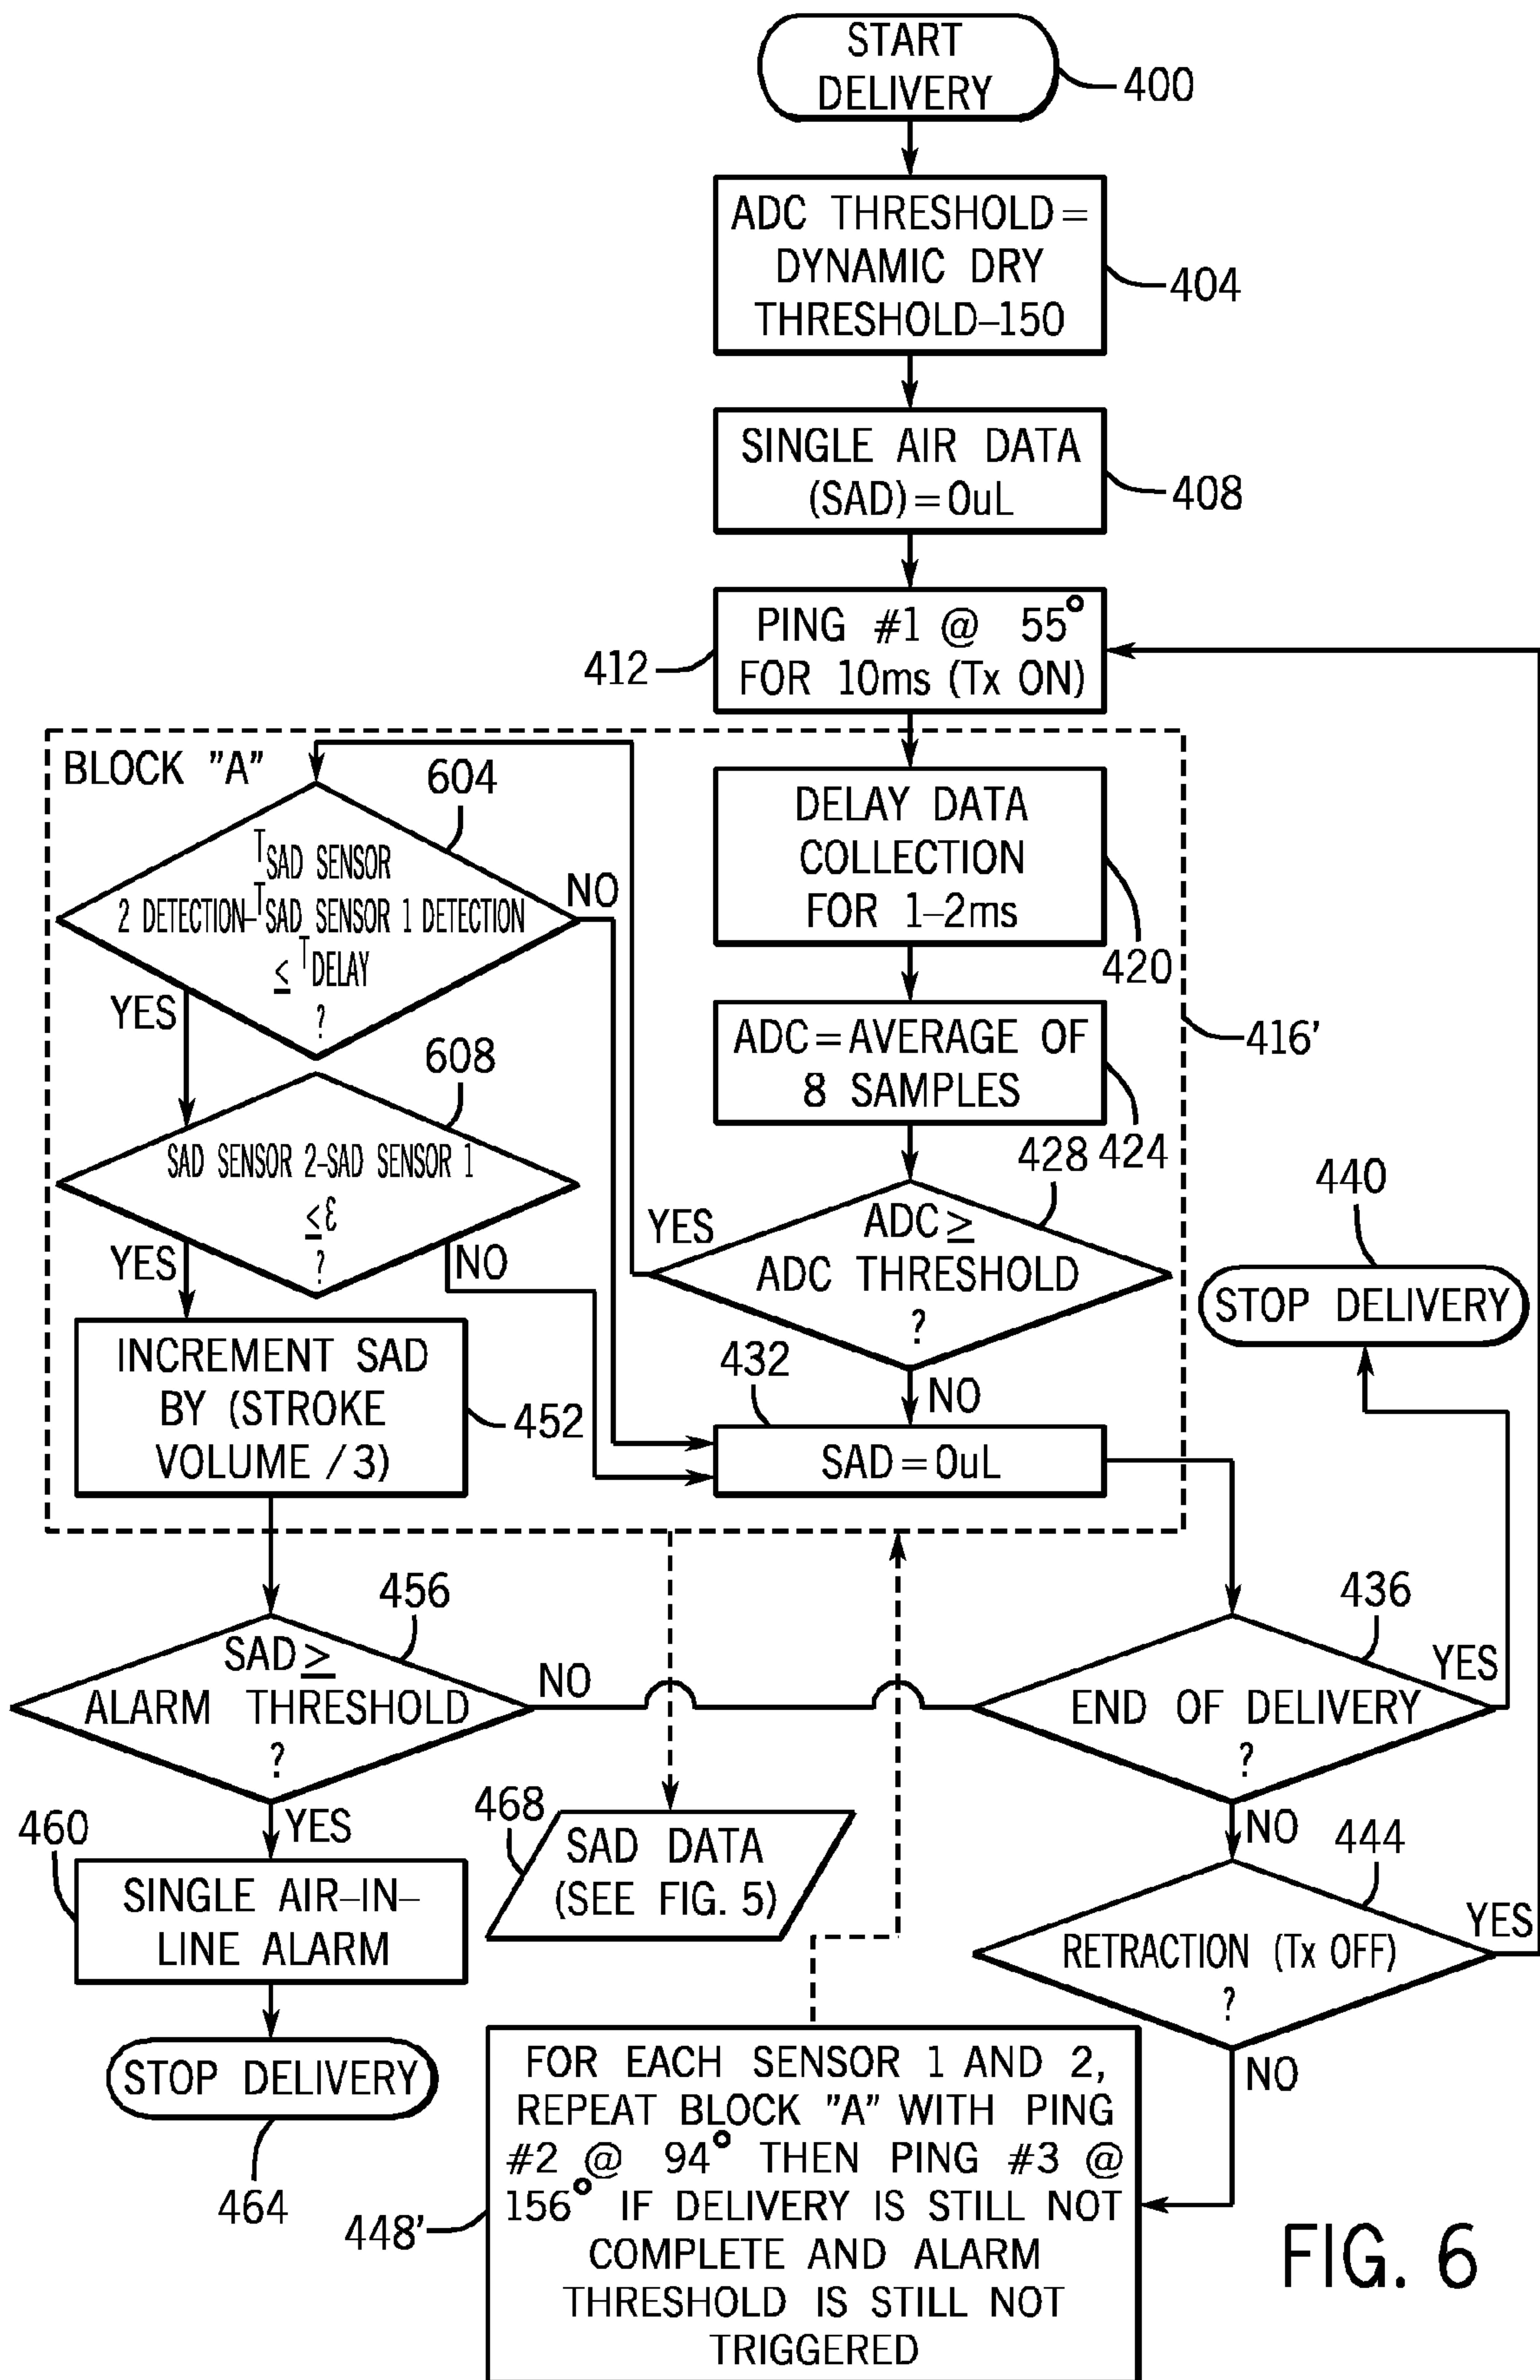 START
DELIVERY
400
ADC THRESHOLD=
DYNAMIC DRY
THRESHOLD–150
404
SINGLE AIR DATA
(SAD)=0uL
408
PING #1 @ 55°
FOR 10ms (Tx ON)
412
BLOCK "A"
604
TSAD SENSOR
2 DETECTION–TSAD SENSOR 1 DETECTION
≤ TDELAY
?
NO
YES
DELAY DATA
COLLECTION
FOR 1–2ms
420
416'
608
SAD SENSOR 2–SAD SENSOR 1
≤ε
?
YES
NO
ADC=AVERAGE OF
8 SAMPLES
424
428
ADC≥
ADC THRESHOLD
?
YES
NO
440
STOP DELIVERY
INCREMENT SAD
BY (STROKE
VOLUME /3)
452
432
SAD=0uL
456
SAD≥
ALARM THRESHOLD
?
NO
YES
436
END OF DELIVERY
?
YES
NO
460
SINGLE AIR–IN–
LINE ALARM
468
SAD DATA
(SEE FIG. 5)
444
RETRACTION (Tx OFF)
?
YES
NO
STOP DELIVERY
464
FOR EACH SENSOR 1 AND 2,
REPEAT BLOCK "A" WITH PING
#2 @ 94° THEN PING #3 @
156° IF DELIVERY IS STILL NOT
COMPLETE AND ALARM
THRESHOLD IS STILL NOT
TRIGGERED
448'
FIG. 6